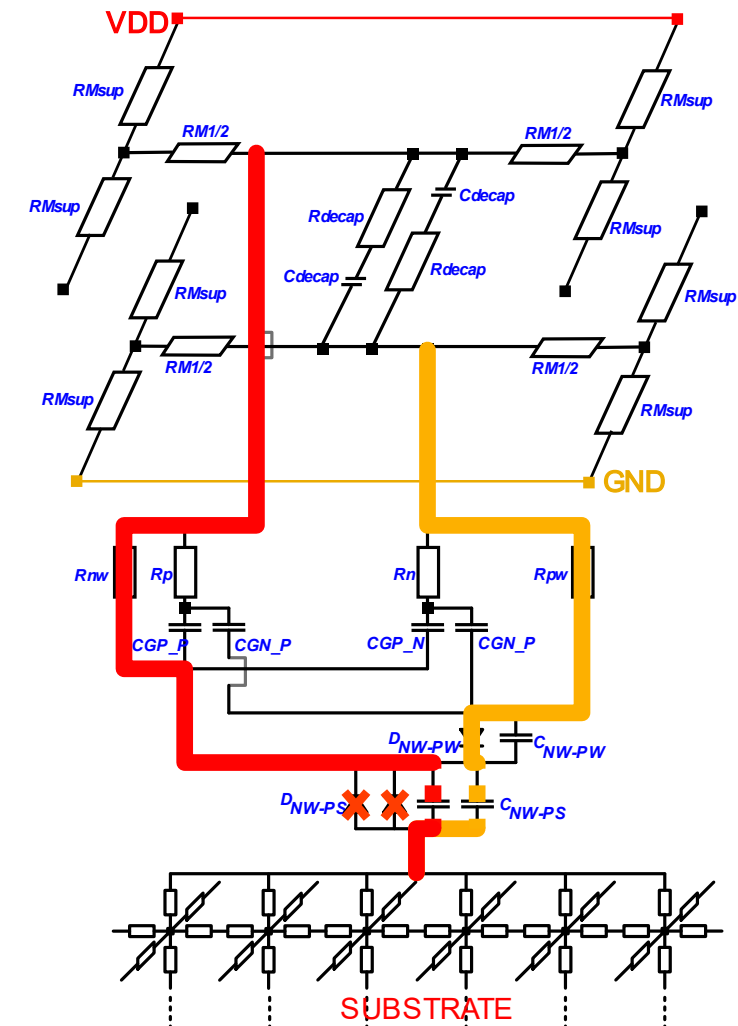 VDD
RMsup
RMsup
RM1/2
RM1/2
Cdecap
RMsup
Rdecap
RMsup
Cdecap
Rdecap
RMsup
RMsup
RM1/2
RM1/2
RMsup
RMsup
GND
Rnw
Rp
Rn
Rpw
CGP_P
CGN_P
CGP_N
CGN_P
DNW-PW
CNW-PW
DNW-PS
CNW-PS
SUBSTRATE